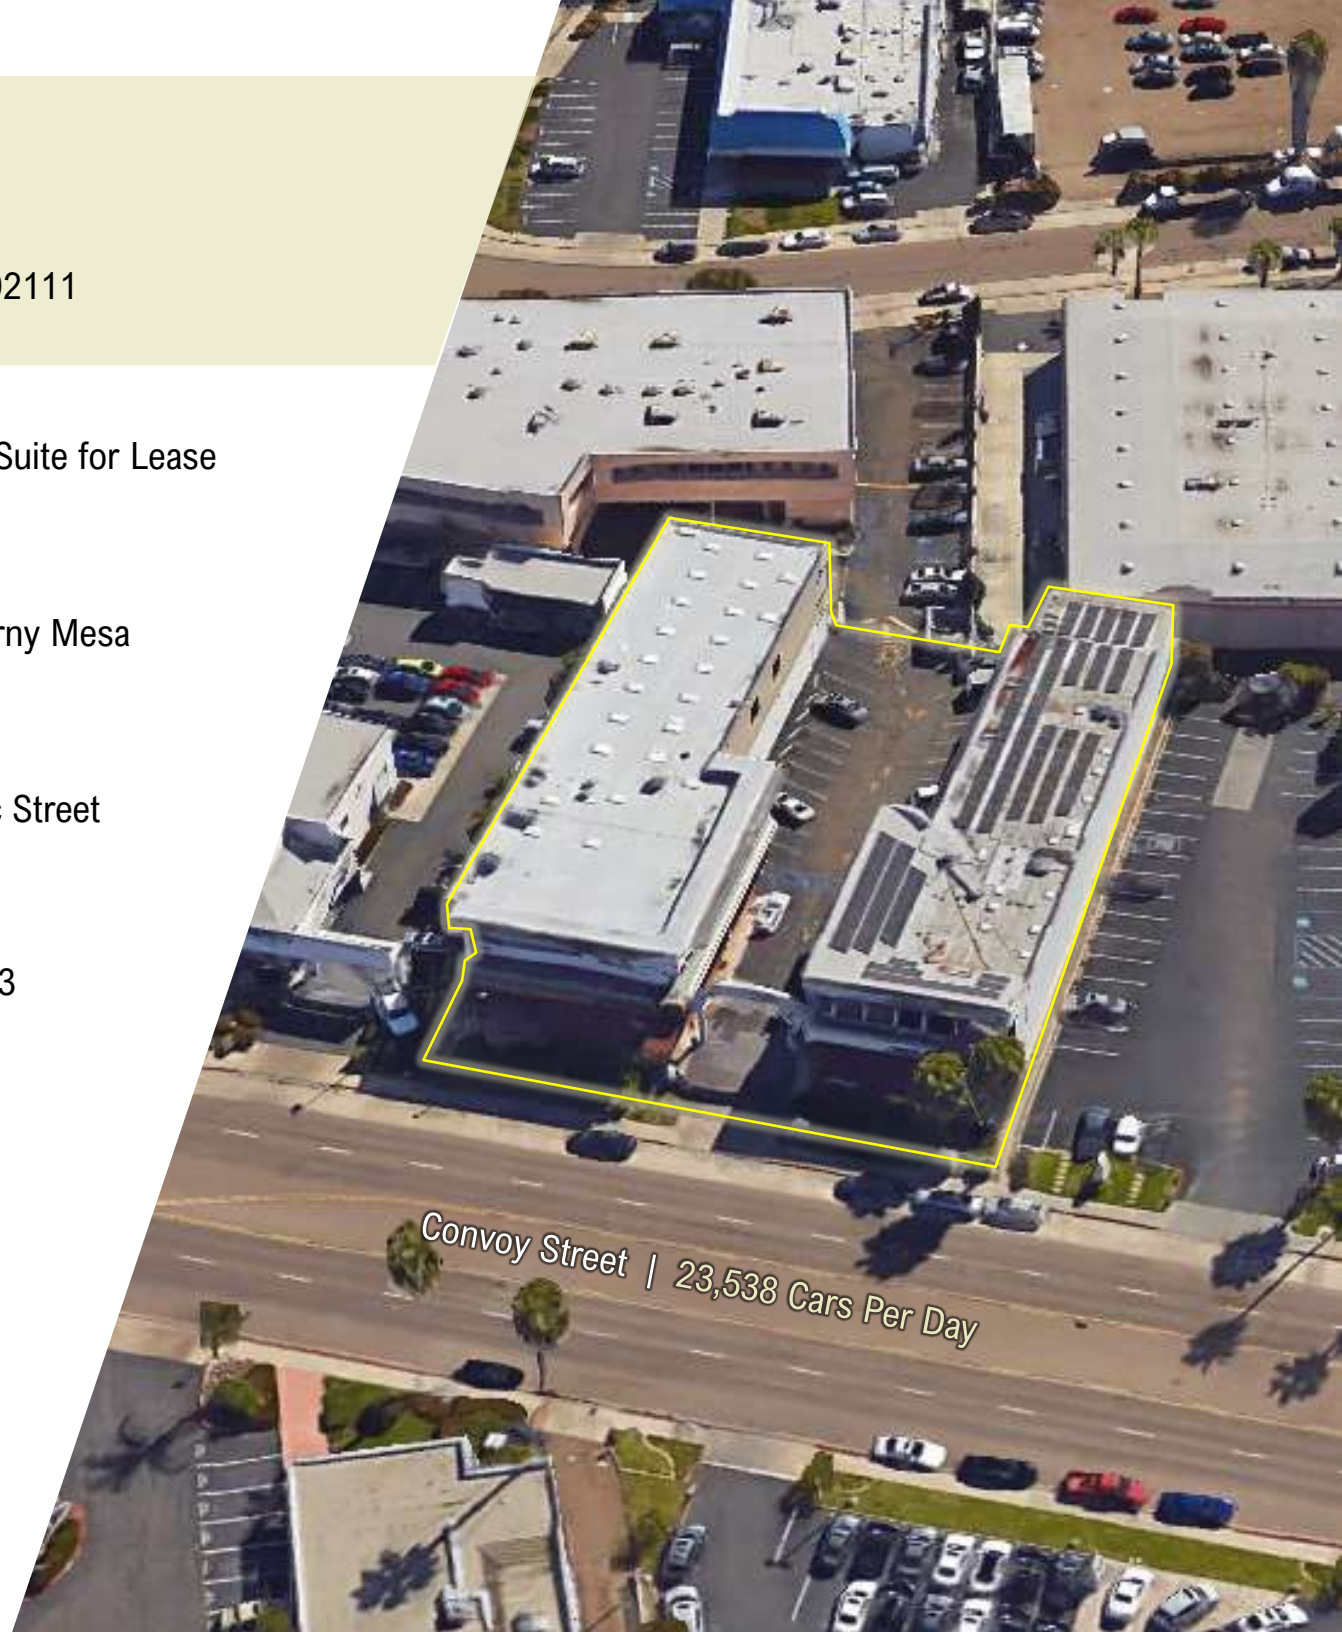 92111
Suite for Lease
rny Mesa
c Street
3
Convoy Street | 23,538 Cars Per Day